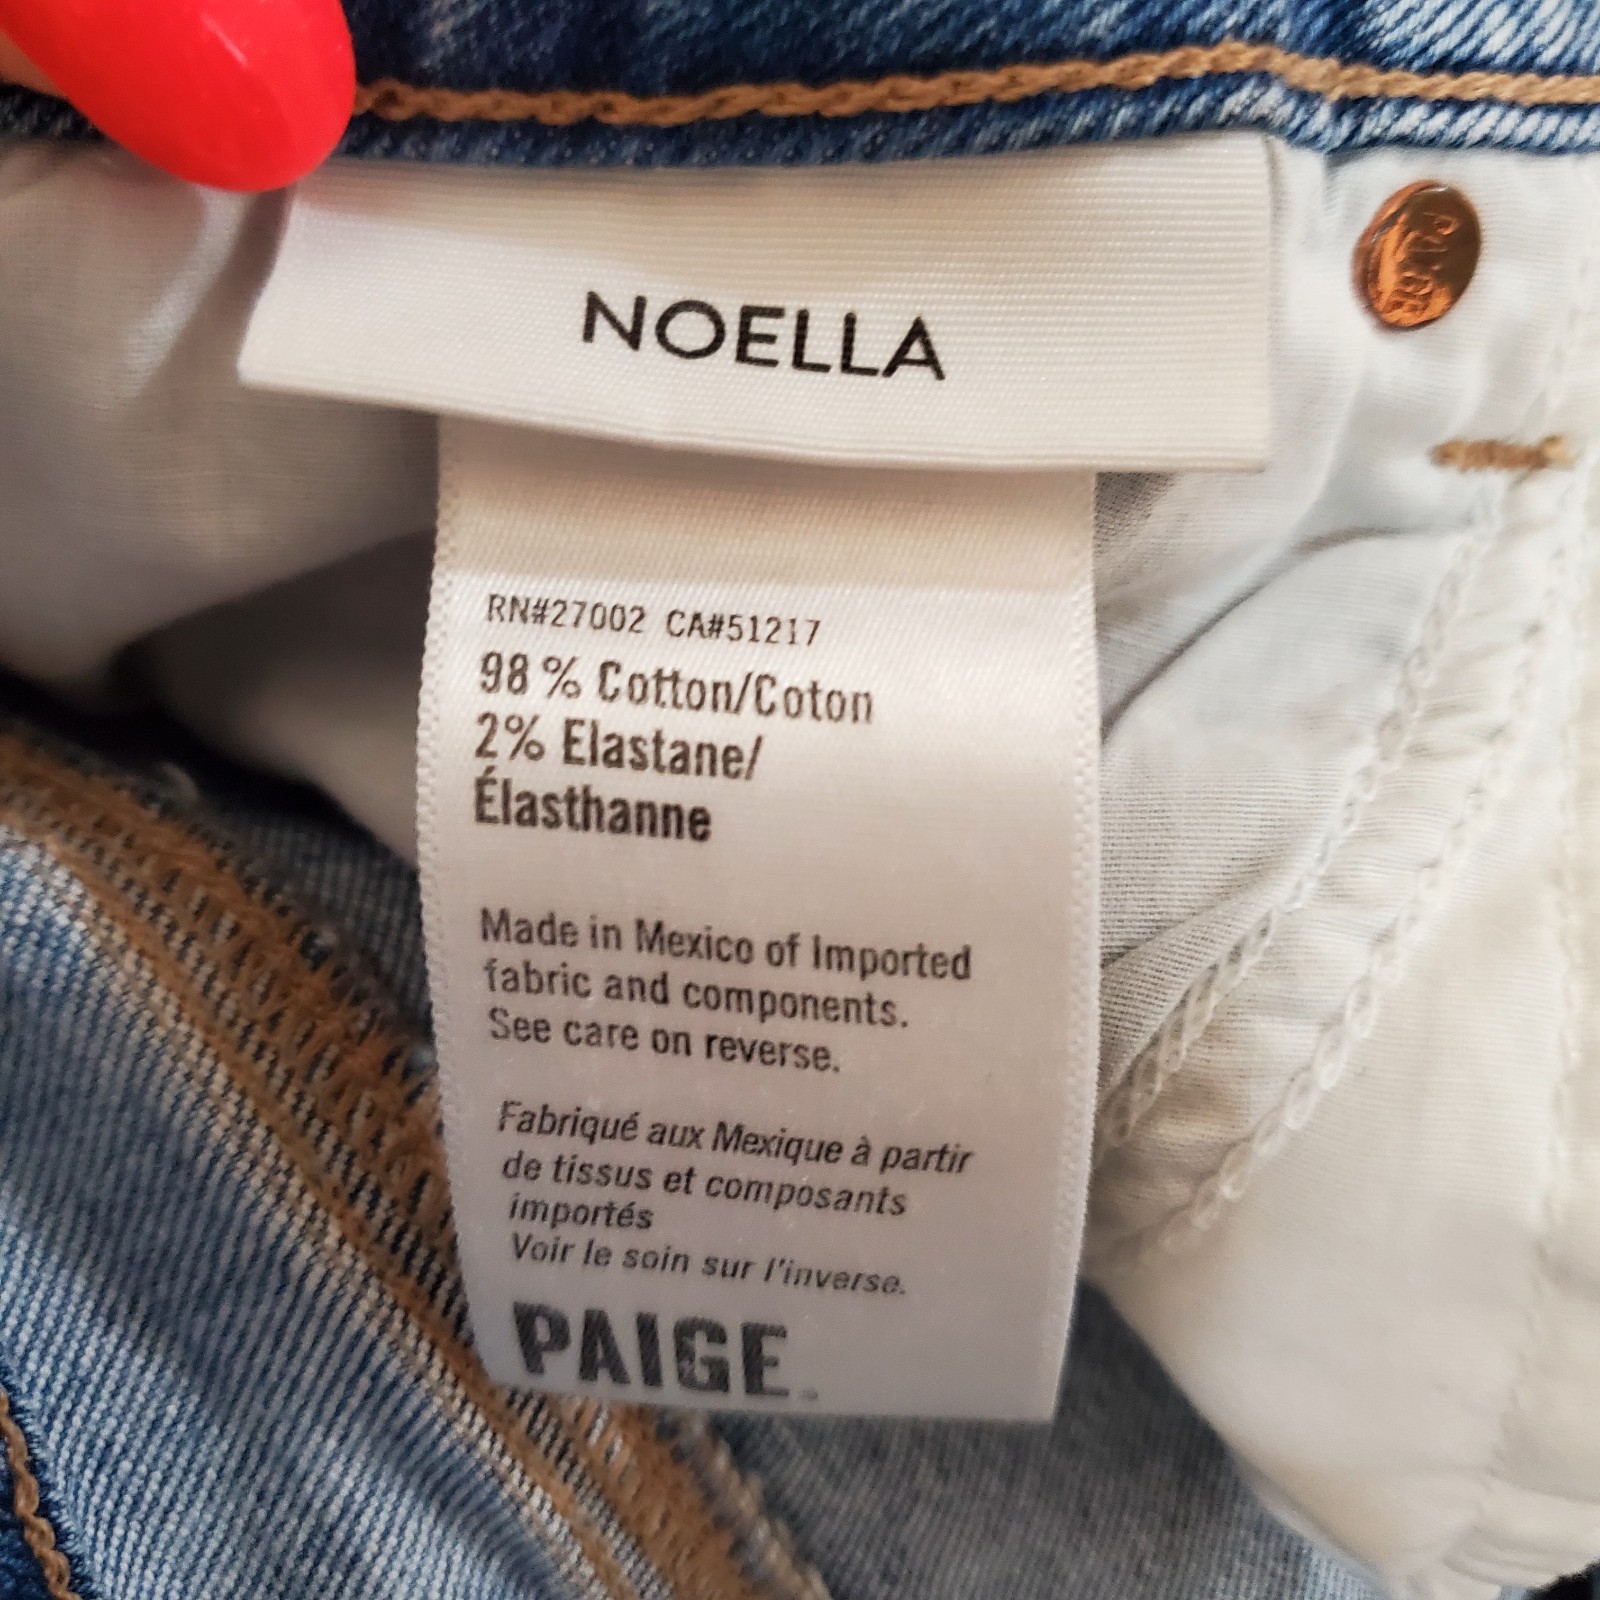 NOELLA
PAIGE
RN#27002 CA#51217
98% Cotton/Coton
2% Elastane/
Élasthanne
Made in Mexico of Imported
fabric and components.
See care on reverse.
Fabriqué aux Mexique à partir
de tissus et composants
importés
Voir le soin sur l'inverse.
PAIGE